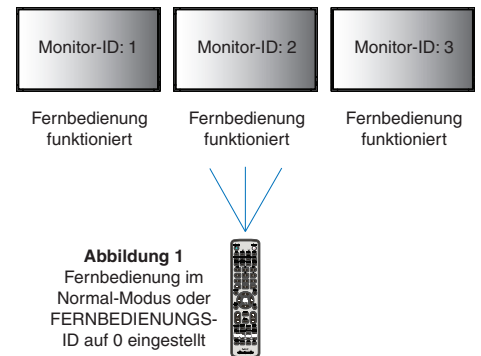 Monitor-ID: 1
Monitor-ID: 2
Monitor-ID: 3
Fernbedienung
funktioniert
Fernbedienung
funktioniert
Fernbedienung
funktioniert
Abbildung 1
Fernbedienung im
Normal-Modus oder
FERNBEDIENUNGS-
ID auf 0 eingestellt